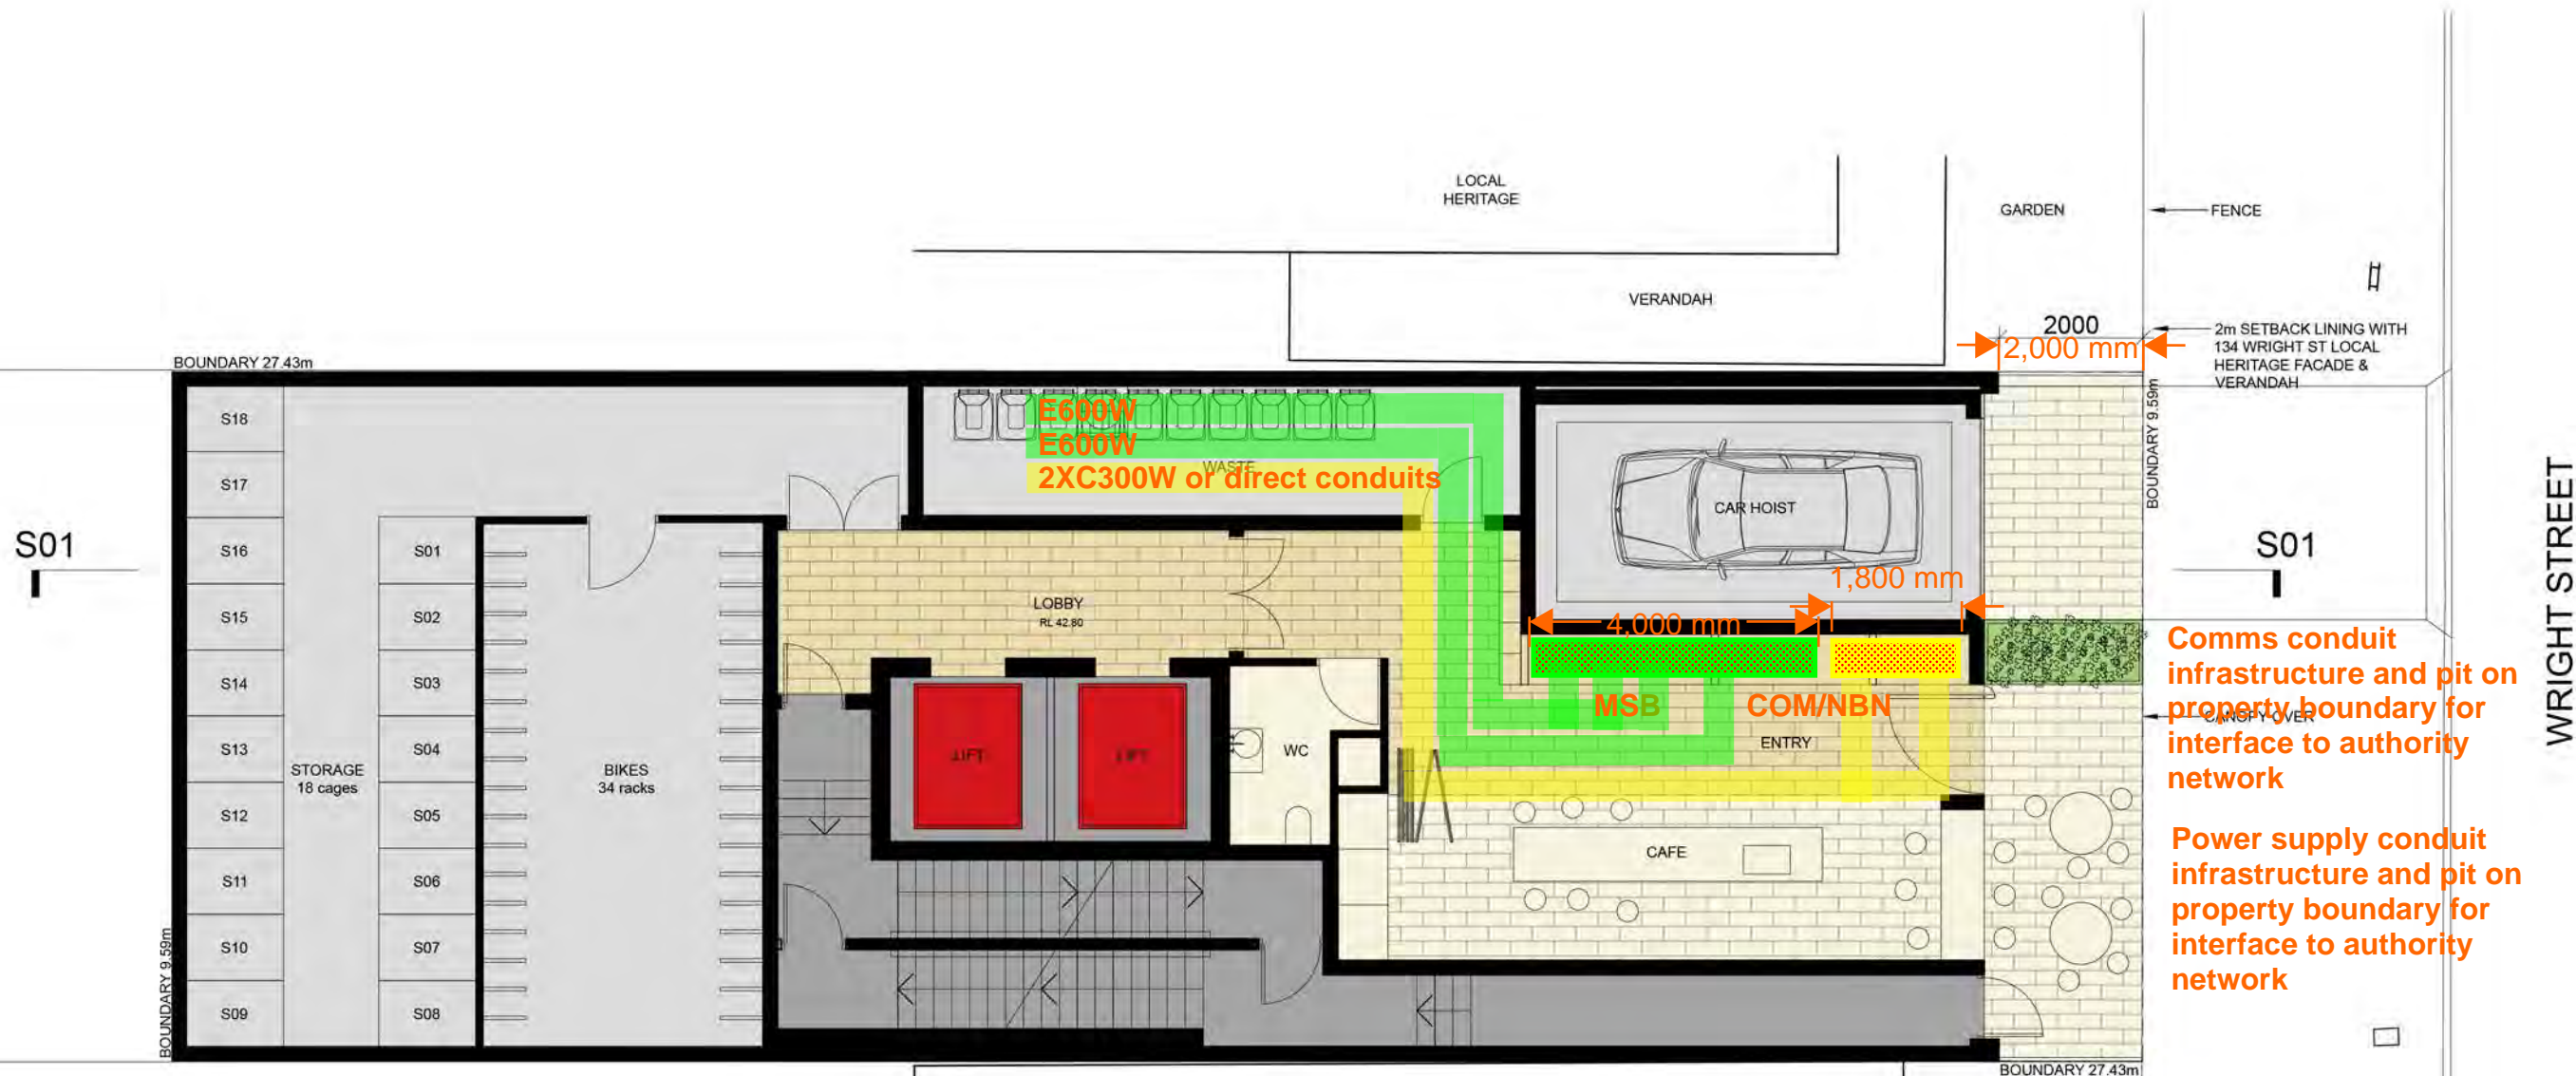 LOCAL
HERITAGE
GARDEN
FENCE
VERANDAH
2000
2,000 mm
2m SETBACK LINING WITH
134 WRIGHT ST LOCAL
HERITAGE FACADE &
VERANDAH
BOUNDARY 27.43m
BOUNDARY 9.59m
S18
S17
S16
S15
S14
S13
S12
S11
S10
S09
S01
S02
S03
S04
S05
S06
S07
S08
STORAGE
18 cages
BIKES
34 racks
E600W
E600W
WASTE
2XC300W or direct conduits
CAR HOIST
S01
S01
WRIGHT STREET
LOBBY
RL 42.80
1,800 mm
4,000 mm
MSB
COM/NBN
ENTRY
LIFT
LIFT
WC
CAFE
Comms conduit
infrastructure and pit on
property boundary for
interface to authority
network
CANOPY OVER
Power supply conduit
infrastructure and pit on
property boundary for
interface to authority
network
BOUNDARY 9.59m
BOUNDARY 27.43m